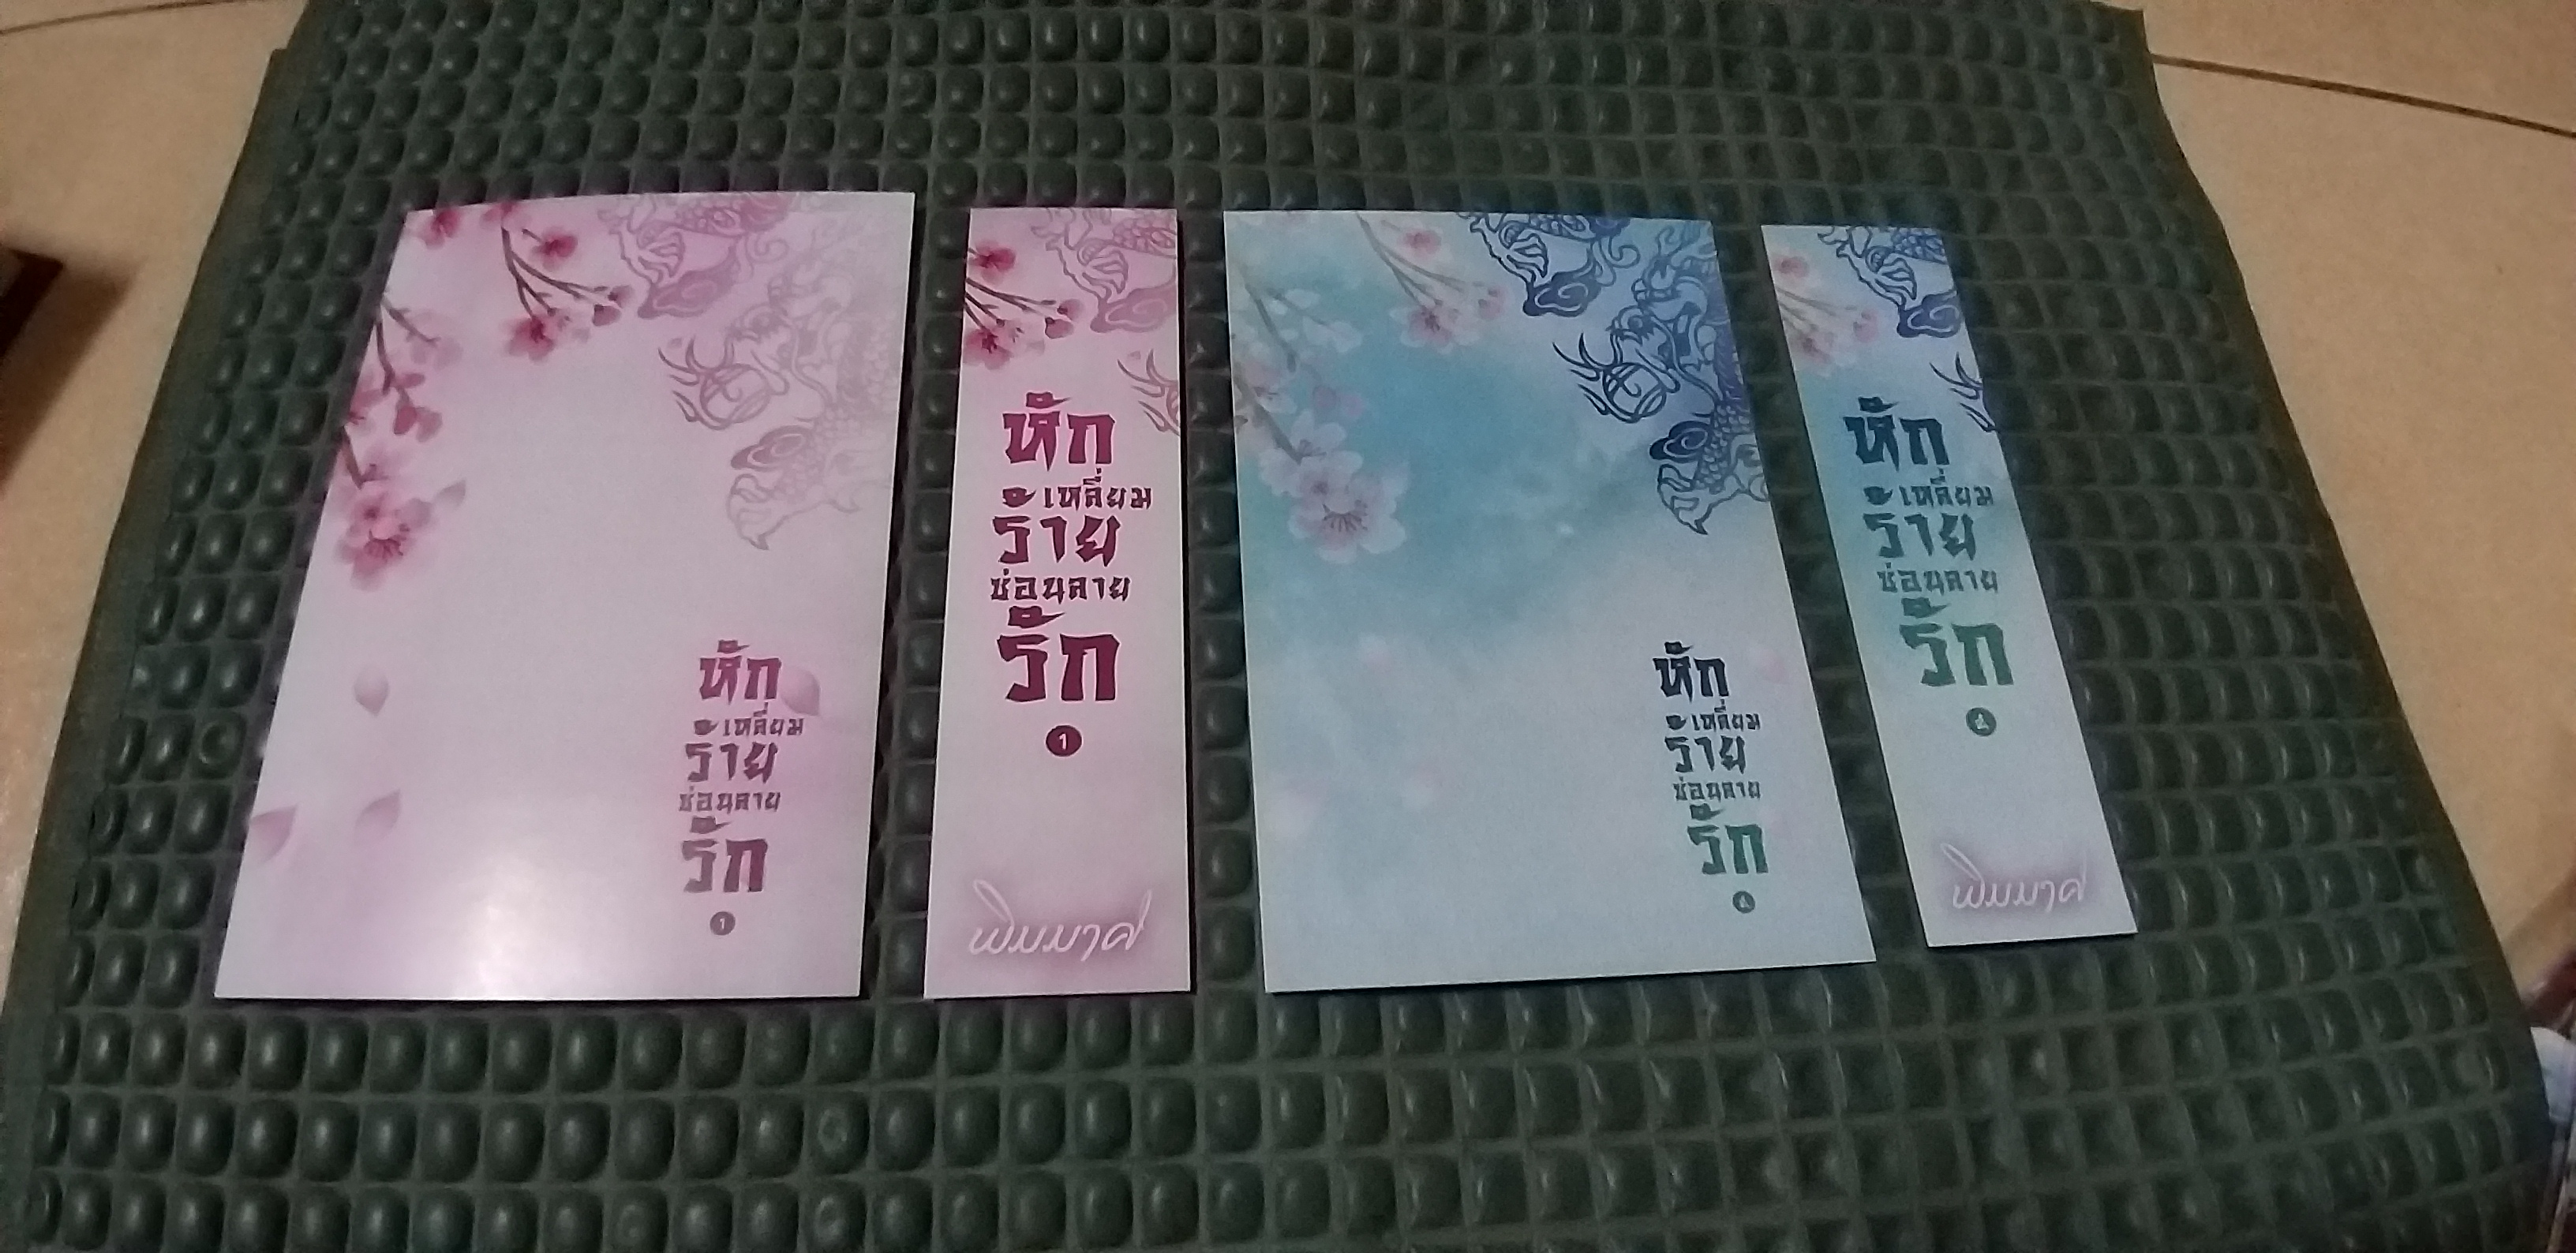 หัก
เหลี่ยม
ร้าย
ซ่อนลาย
รัก
1
หัก
เหลี่ยม
ร้าย
ซ่อนลาย
รัก
1
พิมมาศ
หัก
เหลี่ยม
ร้าย
ซ่อนลาย
รัก
หัก
เหลี่ยม
ร้าย
ซ่อนลาย
รัก
พิมมาศ